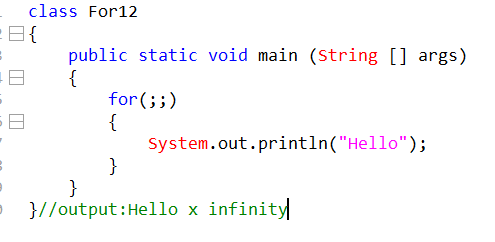 class For12
{
public static void main (String [] args)
{
for(;;)
{
System.out.println("Hello");
}
}
}//output:Hello x infinity